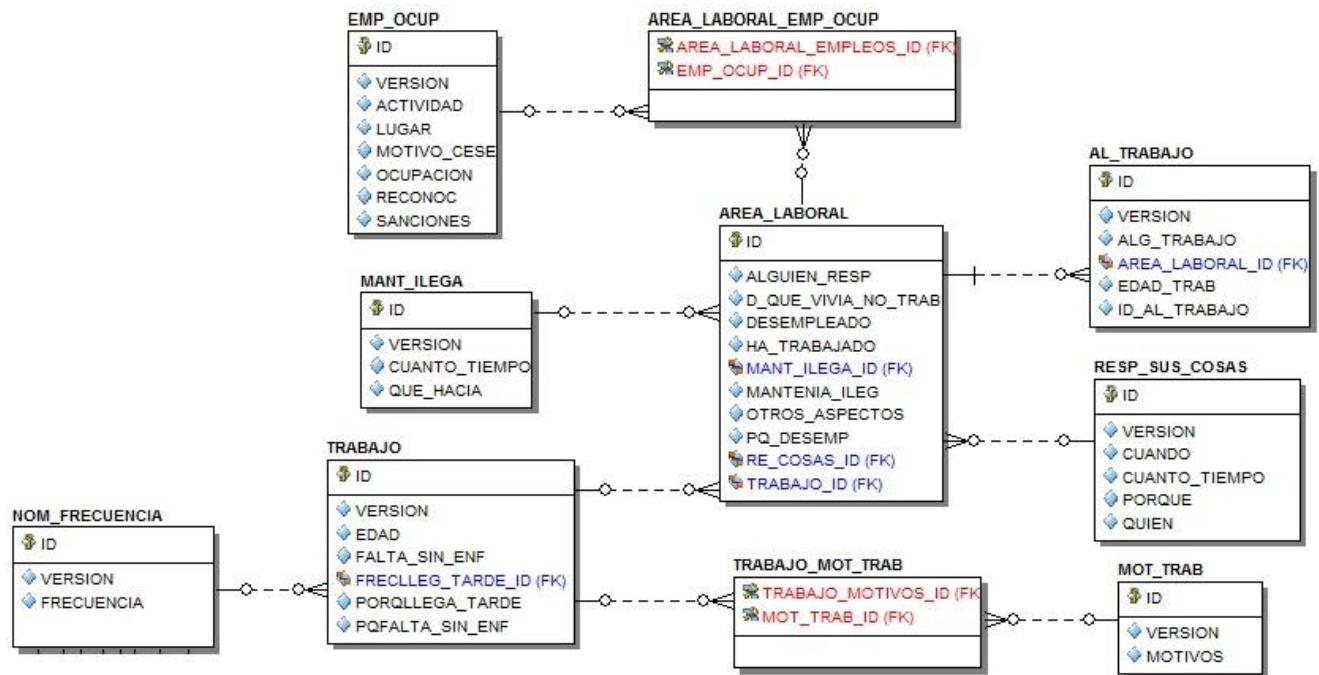 EMP_OCUP
ID
VERSION
ACTIVIDAD
LUGAR
MOTIVO_CESE
OCUPACION
RECONOC
SANCIONES
AREA_LABORAL_EMP_OCUP
AREA_LABORAL_EMPLEOS_ID (FK)
EMP_OCUP_ID (FK)
AL_TRABAJO
ID
VERSION
ALG_TRABAJO
AREA_LABORAL_ID (FK)
EDAD_TRAB
ID_AL_TRABAJO
AREA_LABORAL
ID
ALGUIEN_RESP
D_QUE_VIVIA_NO_TRAB
DESEMPLEADO
HA_TRABAJADO
MANT_ILEGA_ID (FK)
MANTENIA_ILEG
OTROS_ASPECTOS
PQ_DESEMP
RE_COSAS_ID (FK)
TRABAJO_ID (FK)
MANT_ILEGA
ID
VERSION
CUANTO_TIEMPO
QUE_HACIA
RESP_SUS_COSAS
ID
VERSION
CUANDO
CUANTO_TIEMPO
PORQUE
QUIEN
TRABAJO
ID
VERSION
EDAD
FALTA_SIN_ENF
FRECLLEG_TARDE_ID (FK)
PORQLLEGA_TARDE
PQFALTA_SIN_ENF
NOM_FRECUENCIA
ID
VERSION
FRECUENCIA
TRABAJO_MOT_TRAB
TRABAJO_MOTIVOS_ID (FK
MOT_TRAB_ID (FK)
MOT_TRAB
ID
VERSION
MOTIVOS